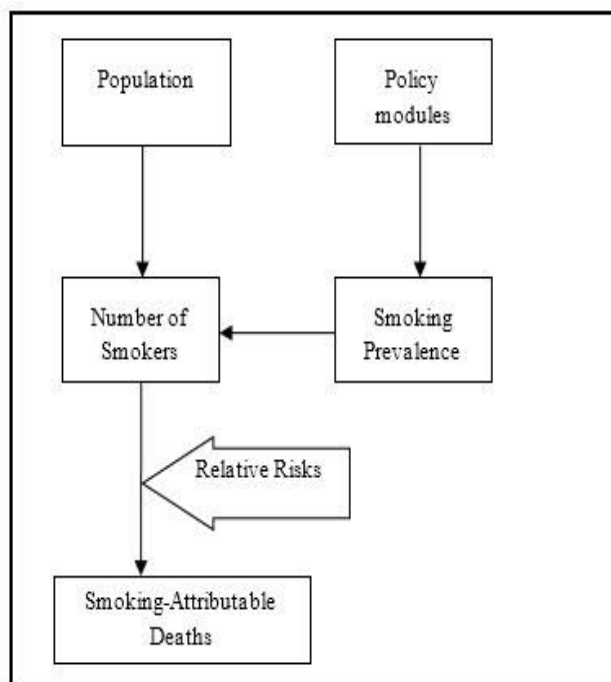 Population
Policy
modules
Number of
Smokers
Smoking
Prevalence
Relative Risks
Smoking-Attributable
Deaths